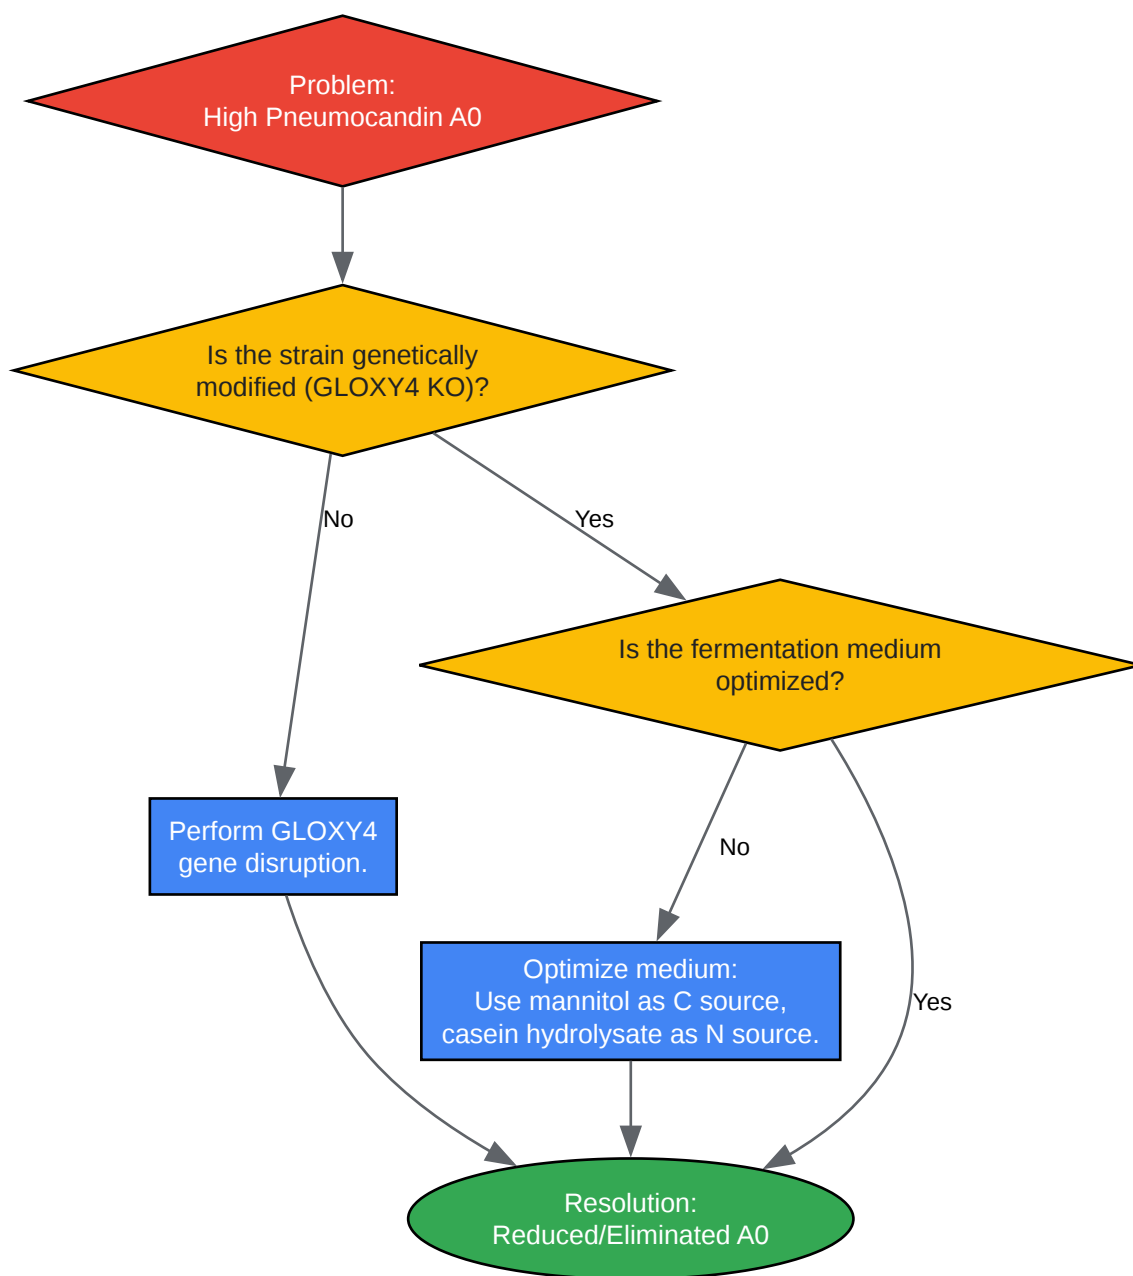 Problem:
High Pneumocandin A0
Is the strain genetically
modified (GLOXY4 KO)?
No
Yes
Is the fermentation medium
optimized?
Perform GLOXY4
gene disruption.
No
Optimize medium:
Use mannitol as C source,
casein hydrolysate as N source.
Yes
Resolution:
Reduced/Eliminated A0